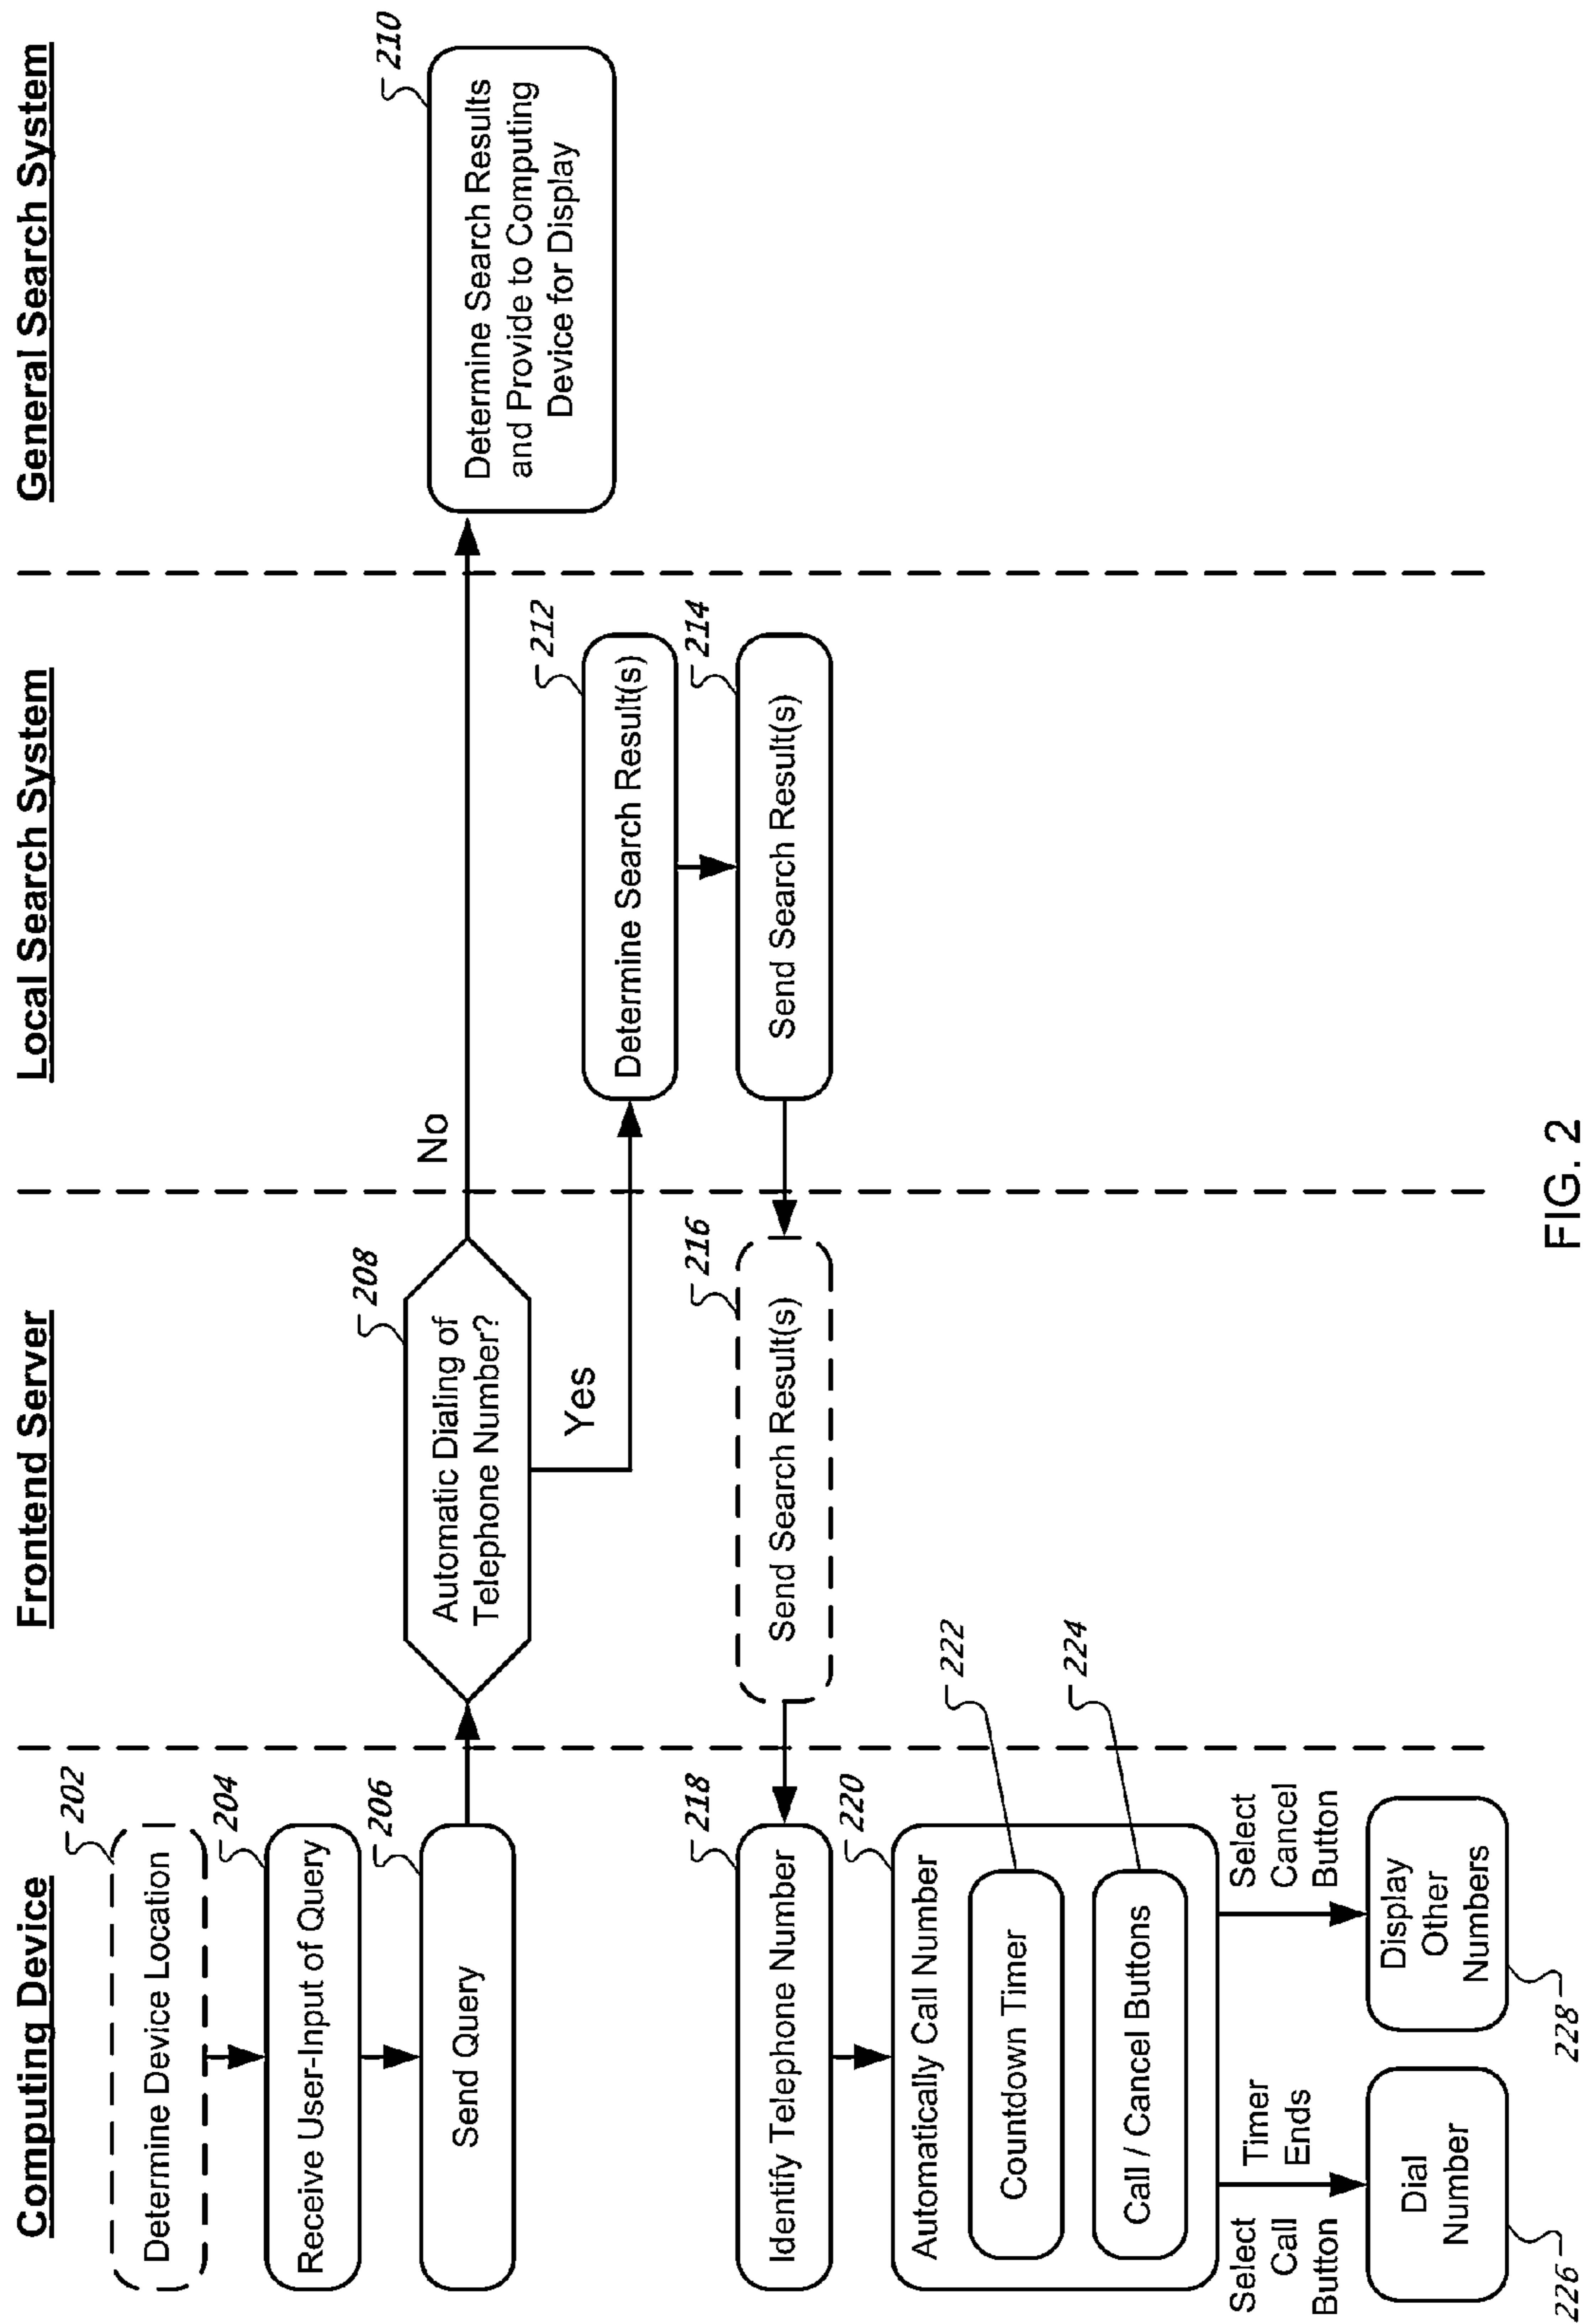 Computing Device
Frontend Server
Local Search System
General Search System
202
Determine Device Location
204
Receive User-Input of Query
206
Send Query
208
Automatic Dialing of
Telephone Number?
No
Yes
210
Determine Search Results
and Provide to Computing
Device for Display
212
Determine Search Result(s)
214
Send Search Result(s)
216
Send Search Result(s)
218
Identify Telephone Number
220
Automatically Call Number
222
Countdown Timer
224
Call / Cancel Buttons
Select
Call
Button
Timer
Ends
Select
Cancel
Button
Dial
Number
226
Display
Other
Numbers
228
FIG. 2